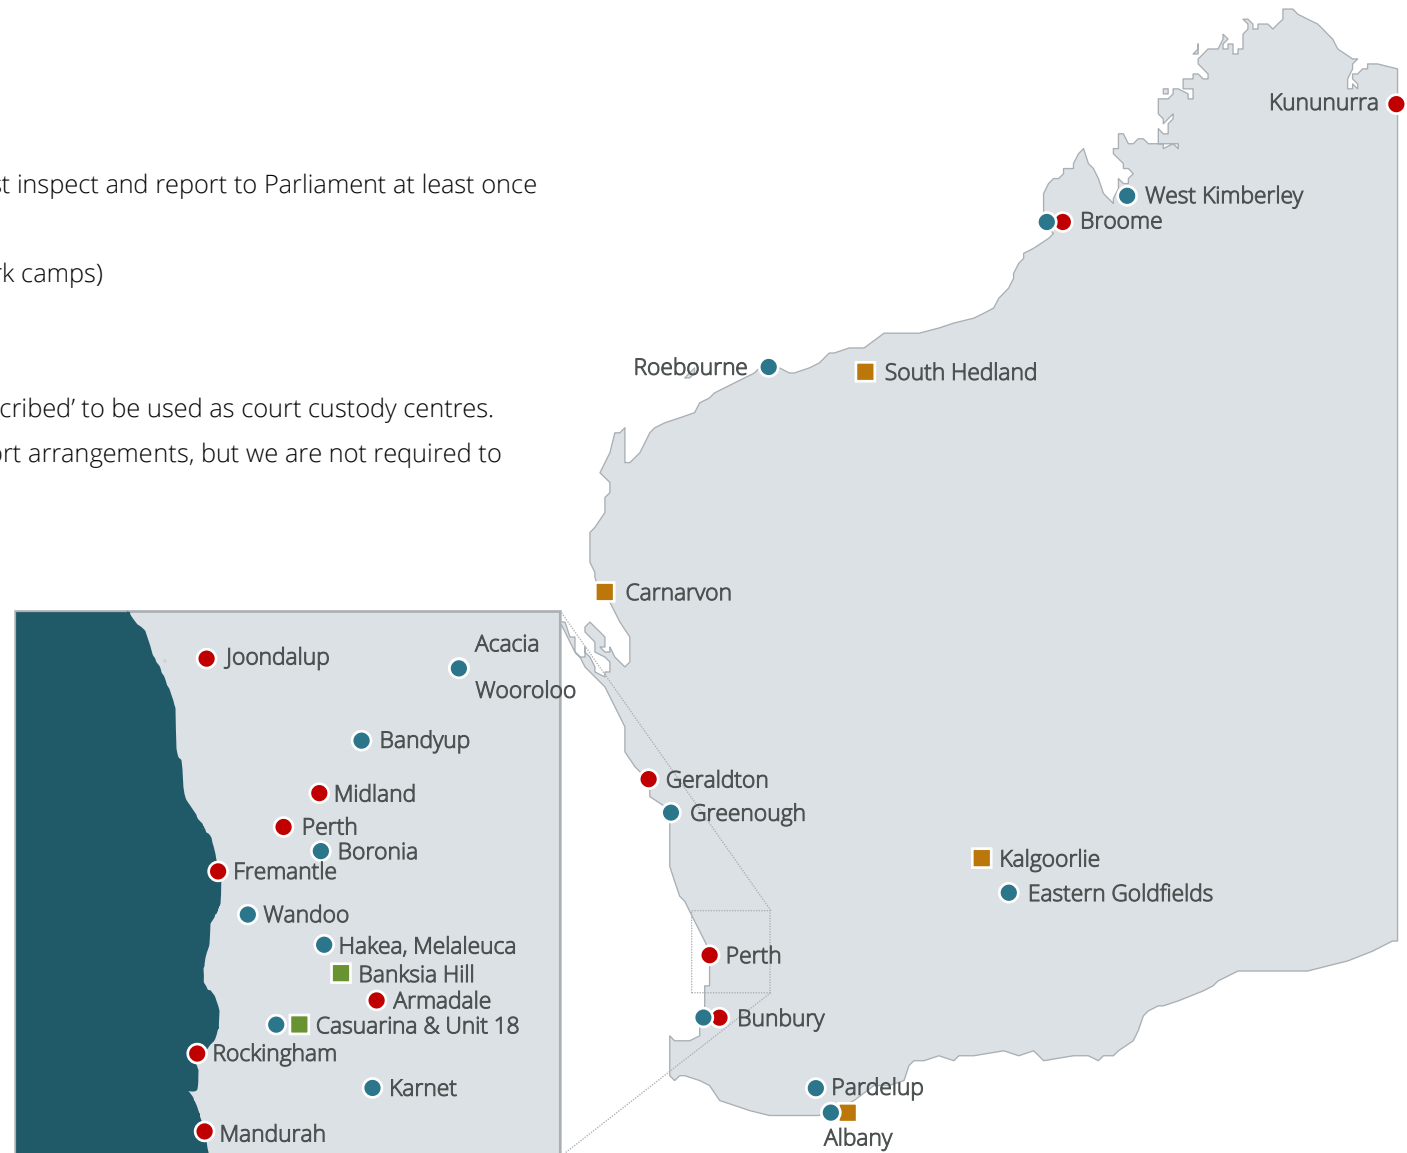 Kununurra
st inspect and report to Parliament at least once
West Kimberley
Broome
rk camps)
Roebourne
South Hedland
cribed’ to be used as court custody centres.
ort arrangements, but we are not required to
Carnarvon
Acacia
Joondalup
Wooroloo
Bandyup
Geraldton
Midland
Greenough
Perth
Boronia
Kalgoorlie
Fremantle
Eastern Goldfields
Wandoo
Hakea, Melaleuca
Perth
Banksia Hill
Armadale
Bunbury
Casuarina & Unit 18
Rockingham
Pardelup
Karnet
Mandurah
Albany